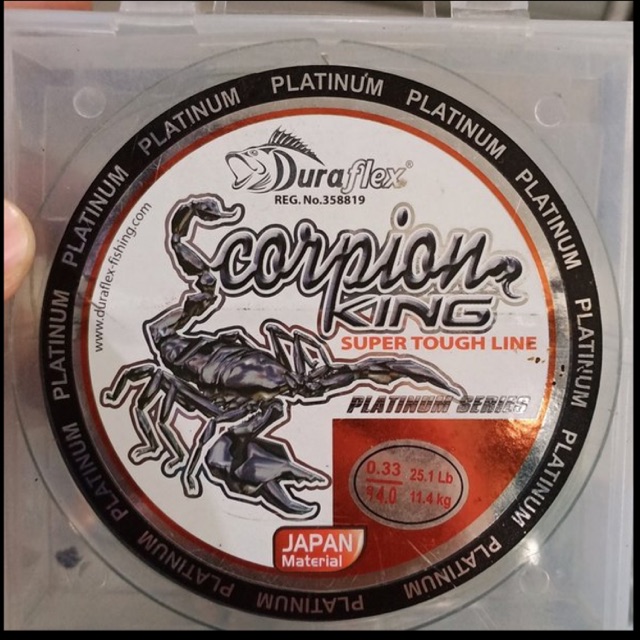 PLATINUM PLATINUM PLATINUM PLATINUM PLATINUM PLATINUM PLATINUM PLATINUM PLATINUM PLATINUM PLATINUM PLATINUM PLATINUM
Duraflex®
REG. No.358819
www.duraflex-fishing.com
Scorpion
KING
SUPER TOUGH LINE
PLATINUM SERIES
0.33 25.1 Lb
4.0 11.4 kg
JAPAN
Material